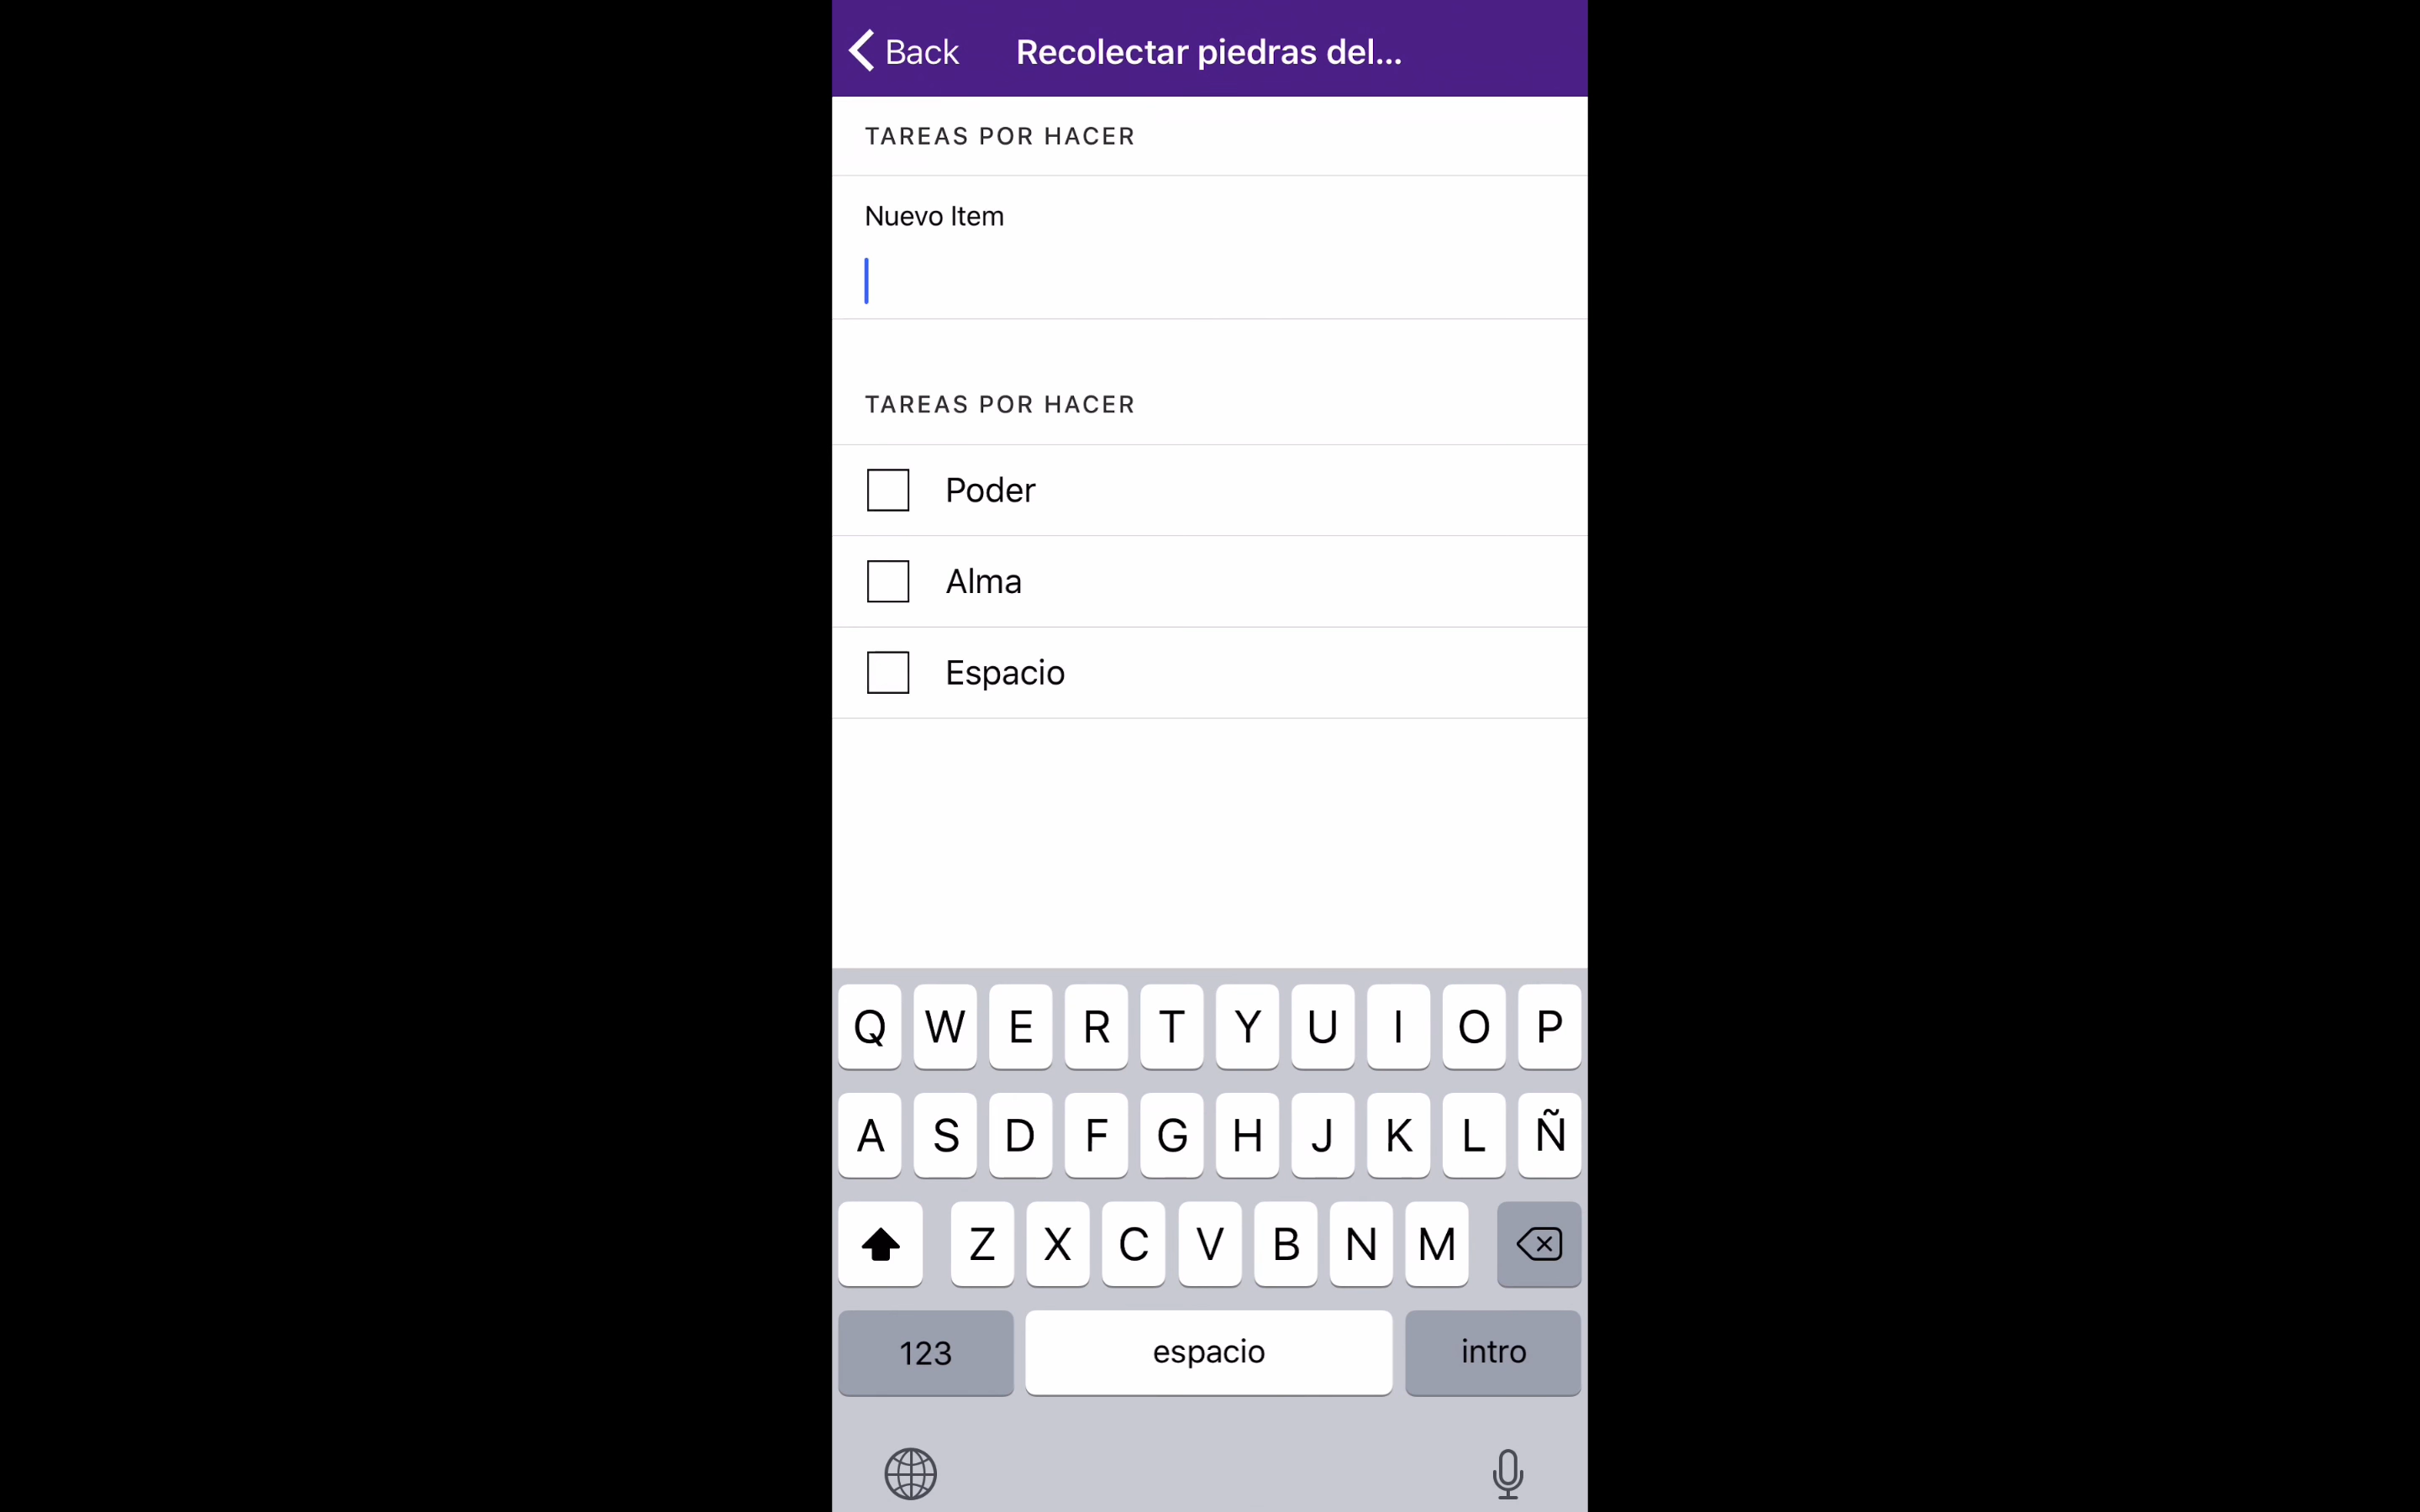 Back Recolectar piedras del...
TAREAS POR HACER
Nuevo Item
TAREAS POR HACER
Poder
Alma
Espacio
Q W E R T Y U I O P
A S D F G H J K L Ñ
Z X C V B N M
123 espacio intro